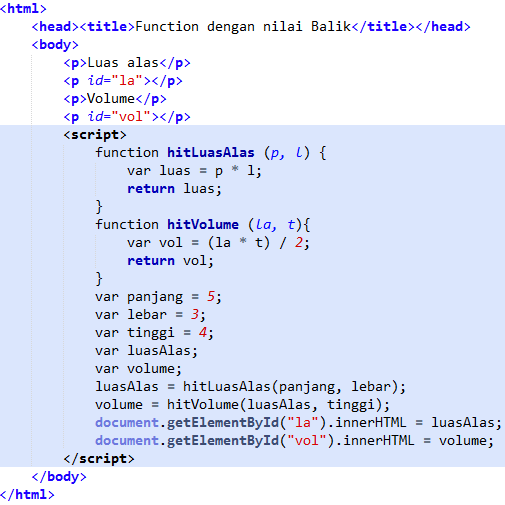 <html>
<head><title>Function dengan nilai Balik</title></head>
<body>
<p>Luas alas</p>
<p id="la"></p>
<p>Volume</p>
<p id="vol"></p>
<script>
function hitLuasAlas (p, l) {
var luas = p * l;
return luas;
}
function hitVolume (la, t){
var vol = (la * t) / 2;
return vol;
}
var panjang = 5;
var lebar = 3;
var tinggi = 4;
var luasAlas;
var volume;
luasAlas = hitLuasAlas(panjang, lebar);
volume = hitVolume(luasAlas, tinggi);
document.getElementById("la").innerHTML = luasAlas;
document.getElementById("vol").innerHTML = volume;
</script>
</body>
</html>